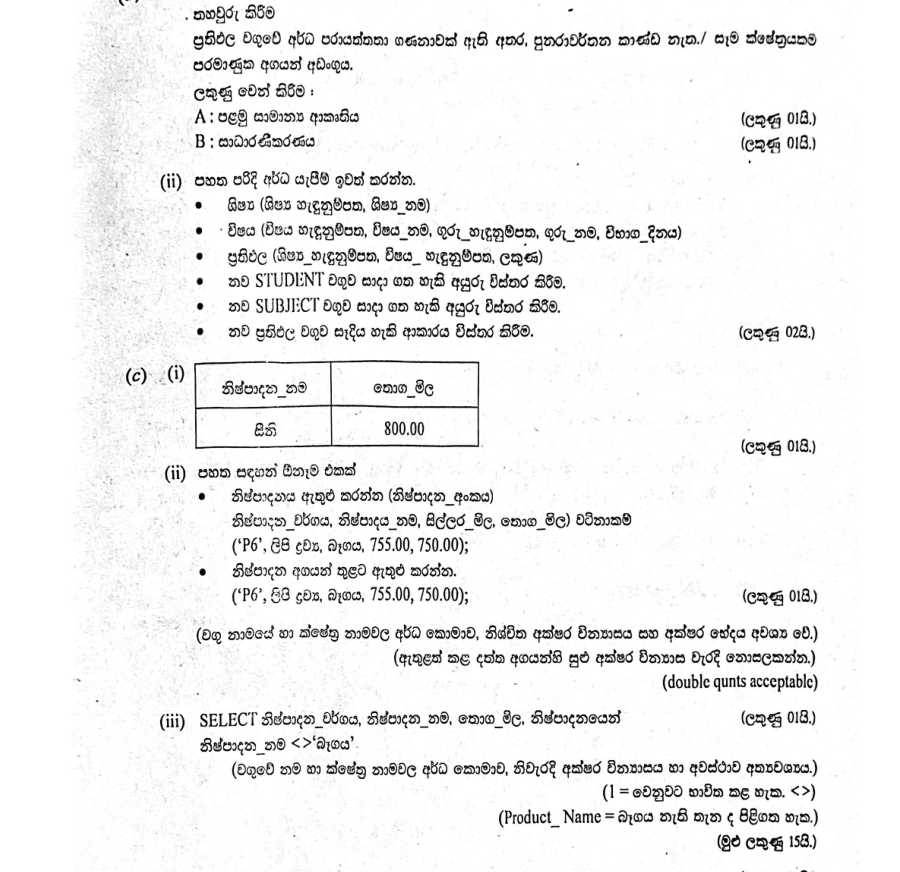 . තහවුරු කිරීම
ප්‍රතිඵල වගුවේ අර්ධ පරායත්තතා ගණනාවක් ඇති අතර, පුනරාවර්තන කාණ්ඩ නැත./ සෑම ක්ෂේත්‍රයකම
පරමාණුක අගයන් අඩංගුය.
ලකුණු වෙන් කිරීම :
A : පළමු සාමාන්‍ය ආකෘතිය (ලකුණු 01යි.)
B : සාධාරණීකරණය (ලකුණු 01යි.)
(ii) පහත පරිදි අර්ධ යැපීම් ඉවත් කරන්න.
• ශිෂ්‍ය (ශිෂ්‍ය හැඳුනුම්පත, ශිෂ්‍ය_නම)
• විෂය (විෂය හැඳුනුම්පත, විෂය_නම, ගුරු_හැඳුනුම්පත, ගුරු_නම, විභාග_දිනය)
• ප්‍රතිඵල (ශිෂ්‍ය_හැඳුනුම්පත, විෂය_ හැඳුනුම්පත, ලකුණ)
• නව STUDENT වගුව සාදා ගත හැකි අයුරු විස්තර කිරීම.
• නව SUBJECT වගුව සාදා ගත හැකි අයුරු විස්තර කිරීම.
• නව ප්‍රතිඵල වගුව සෑදිය හැකි ආකාරය විස්තර කිරීම. (ලකුණු 02යි.)
(c) (i)
නිෂ්පාදන_නම තොග_මිල
සීනි 800.00
(ලකුණු 01යි.)
(ii) පහත සඳහන් ඕනෑම එකක්
• නිෂ්පාදනය ඇතුළු කරන්න (නිෂ්පාදන_අංකය)
නිෂ්පාදන_වර්ගය, නිෂ්පාදය_නම, සිල්ලර_මිල, තොග_මිල) වටිනාකම්
(‘P6’, ලිපි ද්‍රව්‍ය, බෑගය, 755.00, 750.00);
• නිෂ්පාදන අගයන් තුළට ඇතුළු කරන්න.
(‘P6’, ලිපි ද්‍රව්‍ය, බෑගය, 755.00, 750.00); (ලකුණු 01යි.)
(වගු නාමයේ හා ක්ෂේත්‍ර නාමවල අර්ධ කොමාව, නිශ්චිත අක්ෂර වින්‍යාසය සහ අක්ෂර භේදය අවශ්‍ය වේ.)
(ඇතුළත් කළ දත්ත අගයන්හි සුළු අක්ෂර වින්‍යාස වැරදි නොසලකන්න.)
(double qunts acceptable)
(iii) SELECT නිෂ්පාදන_වර්ගය, නිෂ්පාදන_නම, තොග_මිල, නිෂ්පාදනයෙන් (ලකුණු 01යි.)
නිෂ්පාදන_නම <>‘බෑගය’
(වගුවේ නම හා ක්ෂේත්‍ර නාමවල අර්ධ කොමාව, නිවැරදි අක්ෂර වින්‍යාසය හා අවස්ථාව අත්‍යවශ්‍යය.)
(1 = වෙනුවට භාවිත කළ හැක. <>)
(Product_ Name = බෑගය නැති තැන ද පිළිගත හැක.)
(මුළු ලකුණු 15යි.)